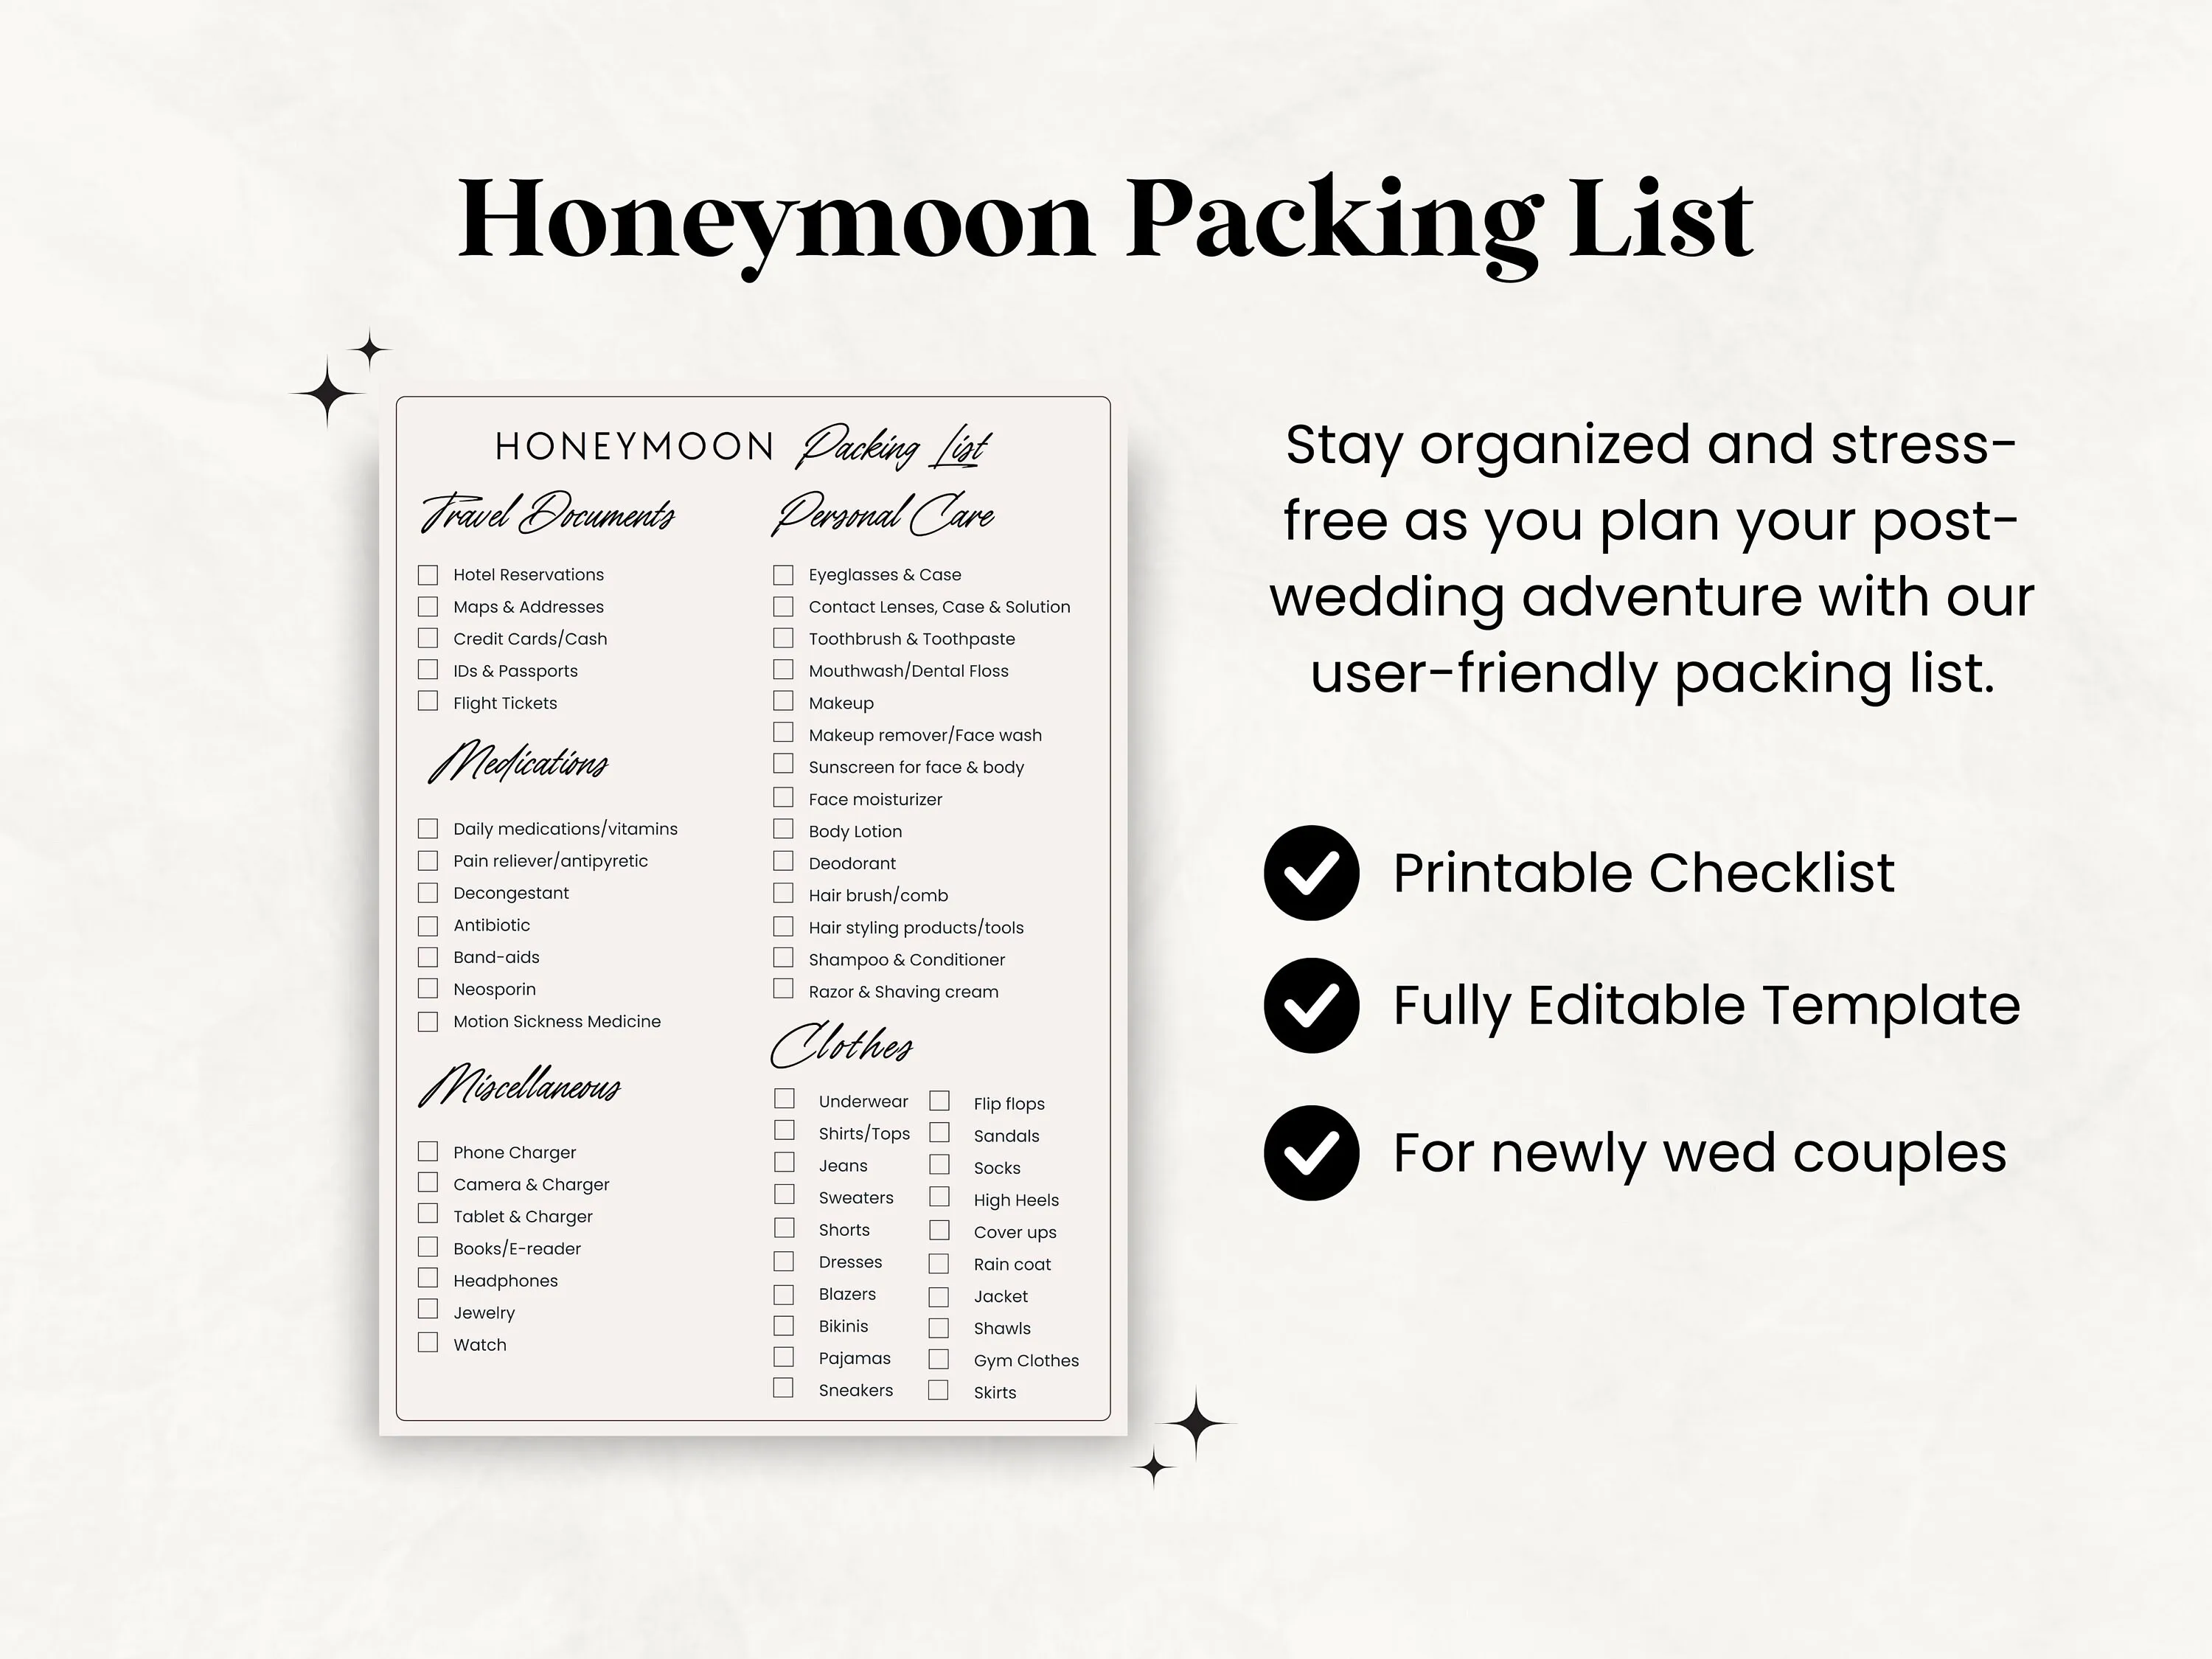 Honeymoon Packing List
HONEYMOON Packing List
Travel Documents
Hotel Reservations
Maps & Addresses
Credit Cards/Cash
IDs & Passports
Flight Tickets
Medications
Daily medications/vitamins
Pain reliever/antipyretic
Decongestant
Antibiotic
Band-aids
Neosporin
Motion Sickness Medicine
Miscellaneous
Phone Charger
Camera & Charger
Tablet & Charger
Books/E-reader
Headphones
Jewelry
Watch
Personal Care
Eyeglasses & Case
Contact Lenses, Case & Solution
Toothbrush & Toothpaste
Mouthwash/Dental Floss
Makeup
Makeup remover/Face wash
Sunscreen for face & body
Face moisturizer
Body Lotion
Deodorant
Hair brush/comb
Hair styling products/tools
Shampoo & Conditioner
Razor & Shaving cream
Clothes
Underwear
Shirts/Tops
Jeans
Sweaters
Shorts
Dresses
Blazers
Bikinis
Pajamas
Sneakers
Flip flops
Sandals
Socks
High Heels
Cover ups
Rain coat
Jacket
Shawls
Gym Clothes
Skirts
Stay organized and stress-
free as you plan your post-
wedding adventure with our
user-friendly packing list.
Printable Checklist
Fully Editable Template
For newly wed couples